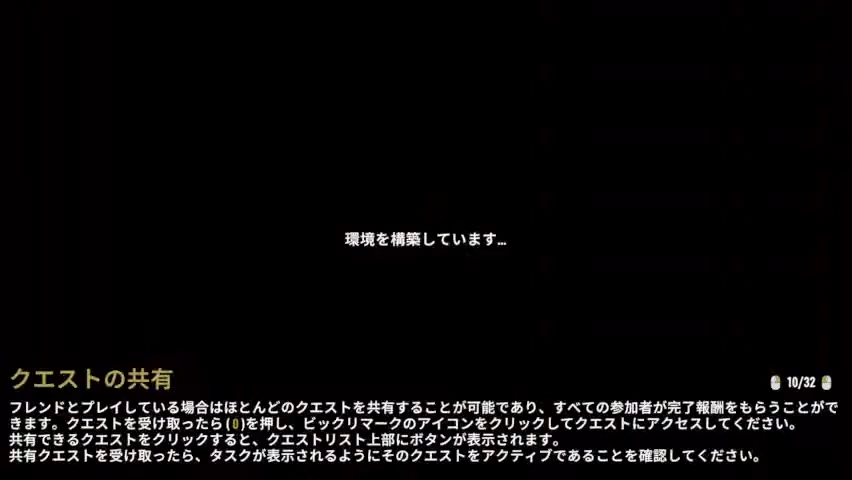 環境を構築しています...
クエストの共有
10/32
フレンドとプレイしている場合はほとんどのクエストを共有することが可能であり、すべての参加者が完了報酬をもらうことがで
きます。クエストを受け取ったら(O)を押し、ビックリマークのアイコンをクリックしてクエストにアクセスしてください。
共有できるクエストをクリックすると、クエストリスト上部にボタンが表示されます。
共有クエストを受け取ったら、タスクが表示されるようにそのクエストをアクティブであることを確認してください。